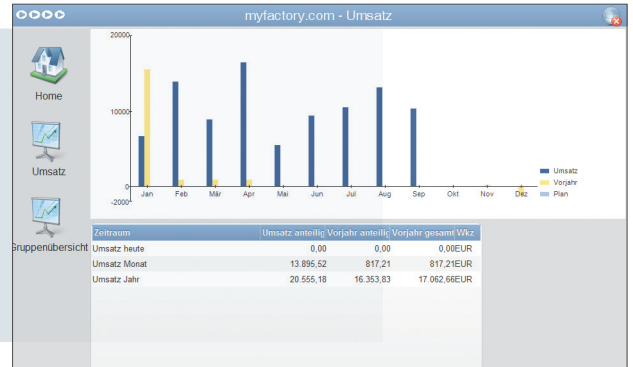 myfactory.com - Umsatz
Home
Umsatz
Gruppenübersicht
20000
10000
0
-2000
Jan Feb Mär Apr Mai Jun Jul Aug Sep Okt Nov Dez
Umsatz
Vorjahr
Plan
Zeitraum Umsatz anteilig Vorjahr anteilig Vorjahr gesamt Wkz
Umsatz heute 0,00 0,00 0,00EUR
Umsatz Monat 13.895,52 817,21 817,21EUR
Umsatz Jahr 20.555,18 16.353,83 17.062,66EUR